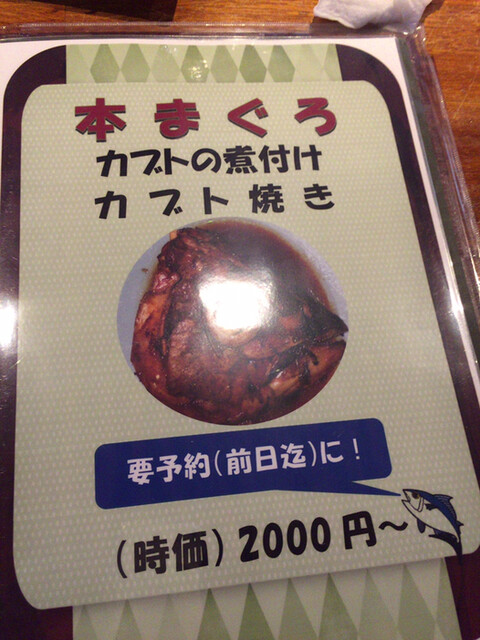 本まぐろ
カブトの煮付け
カブト焼き
要予約(前日迄)に!
(時価)2000円〜